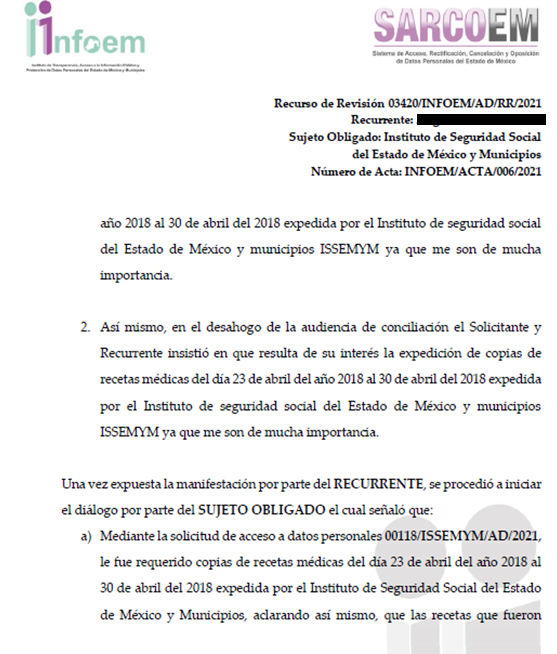 infoem
Instituto de Transparencia, Acceso a la Información Pública y
Protección de Datos Personales del Estado de México y Municipios
SARCOEM
Sistema de Acceso, Rectificación, Cancelación y Oposición
de Datos Personales del Estado de México
Recurso de Revisión 03420/INFOEM/AD/RR/2021
Recurrente:
Sujeto Obligado: Instituto de Seguridad Social
del Estado de México y Municipios
Número de Acta: INFOEM/ACTA/006/2021
año 2018 al 30 de abril del 2018 expedida por el Instituto de seguridad social
del Estado de México y municipios ISSEMYM ya que me son de mucha
importancia.
2. Así mismo, en el desahogo de la audiencia de conciliación el Solicitante y
Recurrente insistió en que resulta de su interés la expedición de copias de
recetas médicas del día 23 de abril del año 2018 al 30 de abril del 2018 expedida
por el Instituto de seguridad social del Estado de México y municipios
ISSEMYM ya que me son de mucha importancia.
Una vez expuesta la manifestación por parte del RECURRENTE, se procedió a iniciar
el diálogo por parte del SUJETO OBLIGADO el cual señaló que:
a) Mediante la solicitud de acceso a datos personales 00118/ISSEMYM/AD/2021,
le fue requerido copias de recetas médicas del día 23 de abril del año 2018 al
30 de abril del 2018 expedida por el Instituto de Seguridad Social del Estado
de México y Municipios, aclarando así mismo, que las recetas que fueron